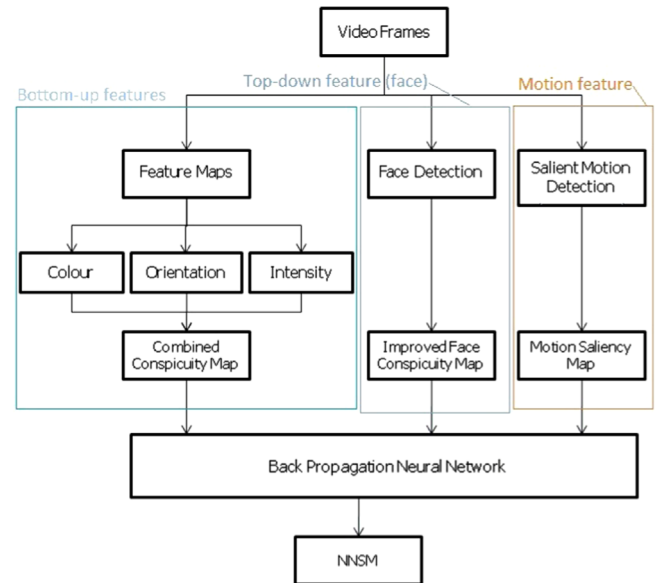 Video Frames
Top-down feature (face)
Motion feature
Bottom-up features
Feature Maps
Face Detection
Salient Motion
Detection
Colour
Orientation
Intensity
Combined
Conspicuity Map
Improved Face
Conspicuity Map
Motion Saliency
Map
Back Propagation Neural Network
NNSM